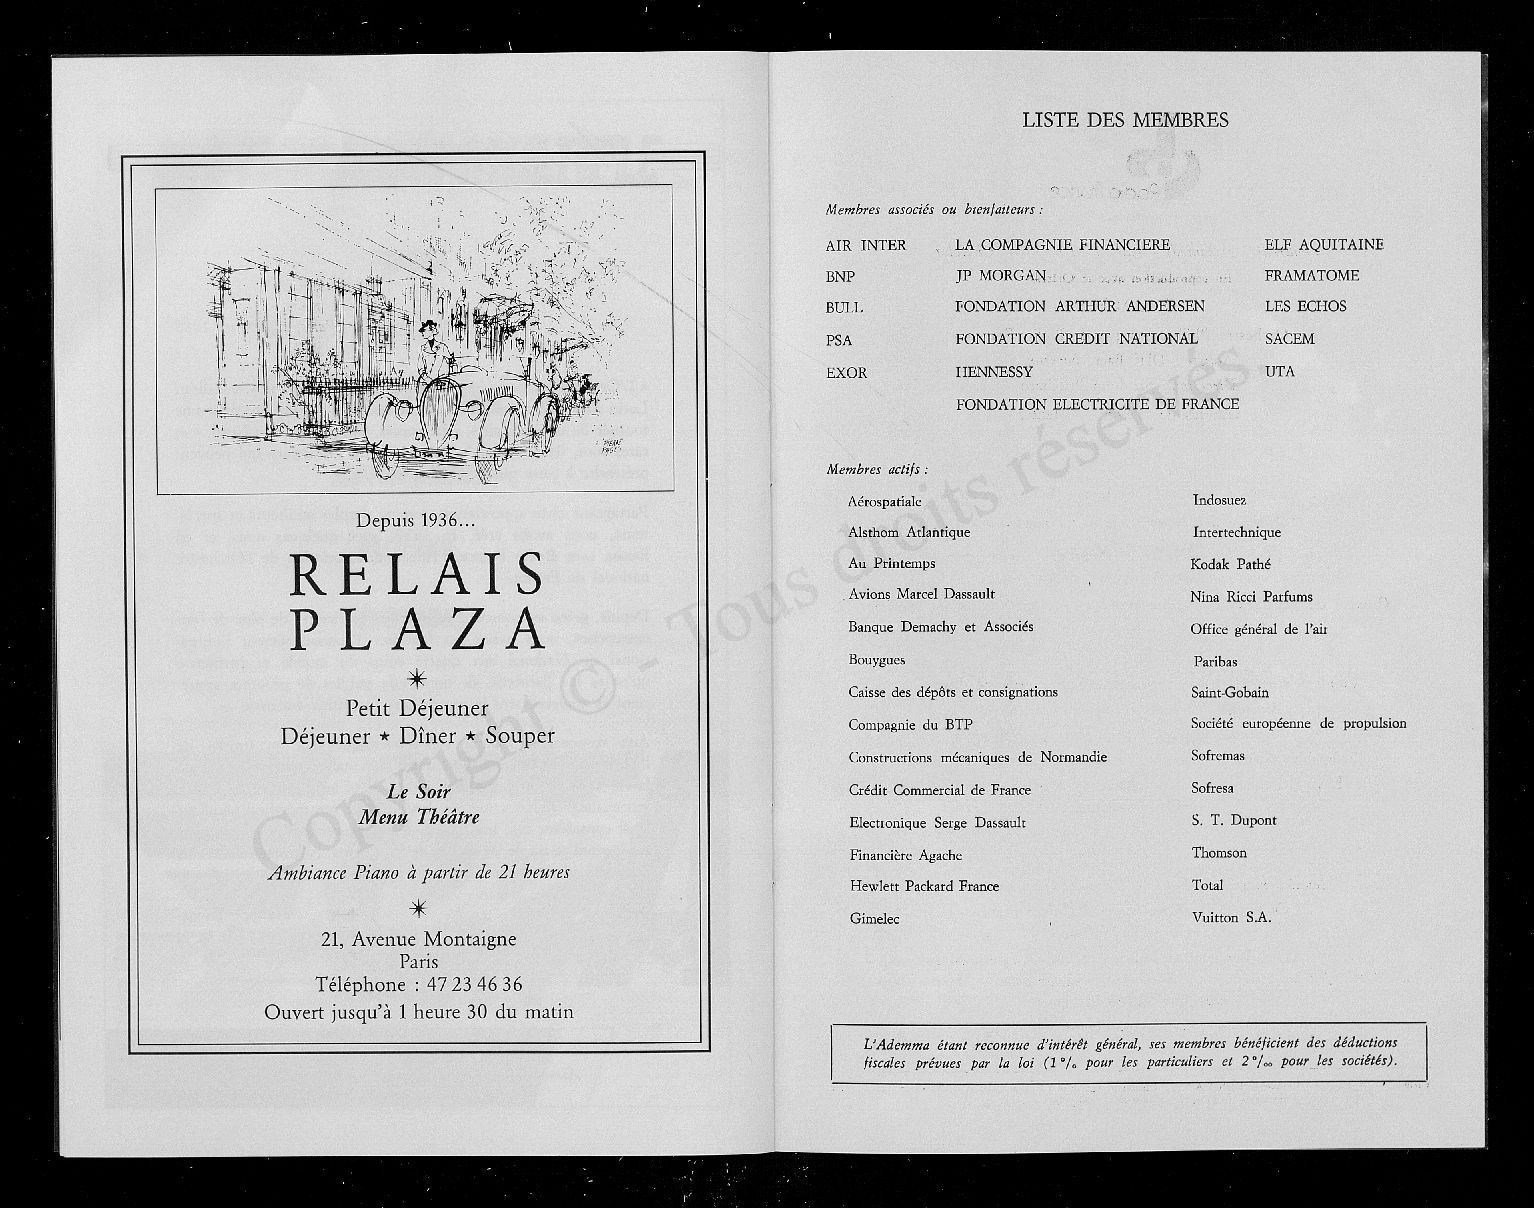 Depuis 1936...
RELAIS
PLAZA
Petit Déjeuner
Déjeuner ★ Dîner ★ Souper
Le Soir
Menu Théâtre
Ambiance Piano à partir de 21 heures
21, Avenue Montaigne
Paris
Téléphone : 47 23 46 36
Ouvert jusqu'à 1 heure 30 du matin
LISTE DES MEMBRES
Membres associés ou bienfaiteurs :
AIR INTER LA COMPAGNIE FINANCIERE ELF AQUITAINE
BNP JP MORGAN FRAMATOME
BULL FONDATION ARTHUR ANDERSEN LES ECHOS
PSA FONDATION CREDIT NATIONAL SACEM
EXOR HENNESSY UTA
FONDATION ELECTRICITE DE FRANCE
Membres actifs :
Aérospatiale Indosuez
Alsthom Atlantique Intertechnique
Au Printemps Kodak Pathé
Avions Marcel Dassault Nina Ricci Parfums
Banque Demachy et Associés Office général de l'air
Bouygues Paribas
Caisse des dépôts et consignations Saint-Gobain
Compagnie du BTP Société européenne de propulsion
Constructions mécaniques de Normandie Sofremas
Crédit Commercial de France Sofresa
Electronique Serge Dassault S. T. Dupont
Financière Agache Thomson
Hewlett Packard France Total
Gimelec Vuitton S.A.
L'Ademma étant reconnue d'intérêt général, ses membres bénéficient des déductions
fiscales prévues par la loi (1 % pour les particuliers et 2 ‰ pour les sociétés).
Copyright © - Tous droits reservés.